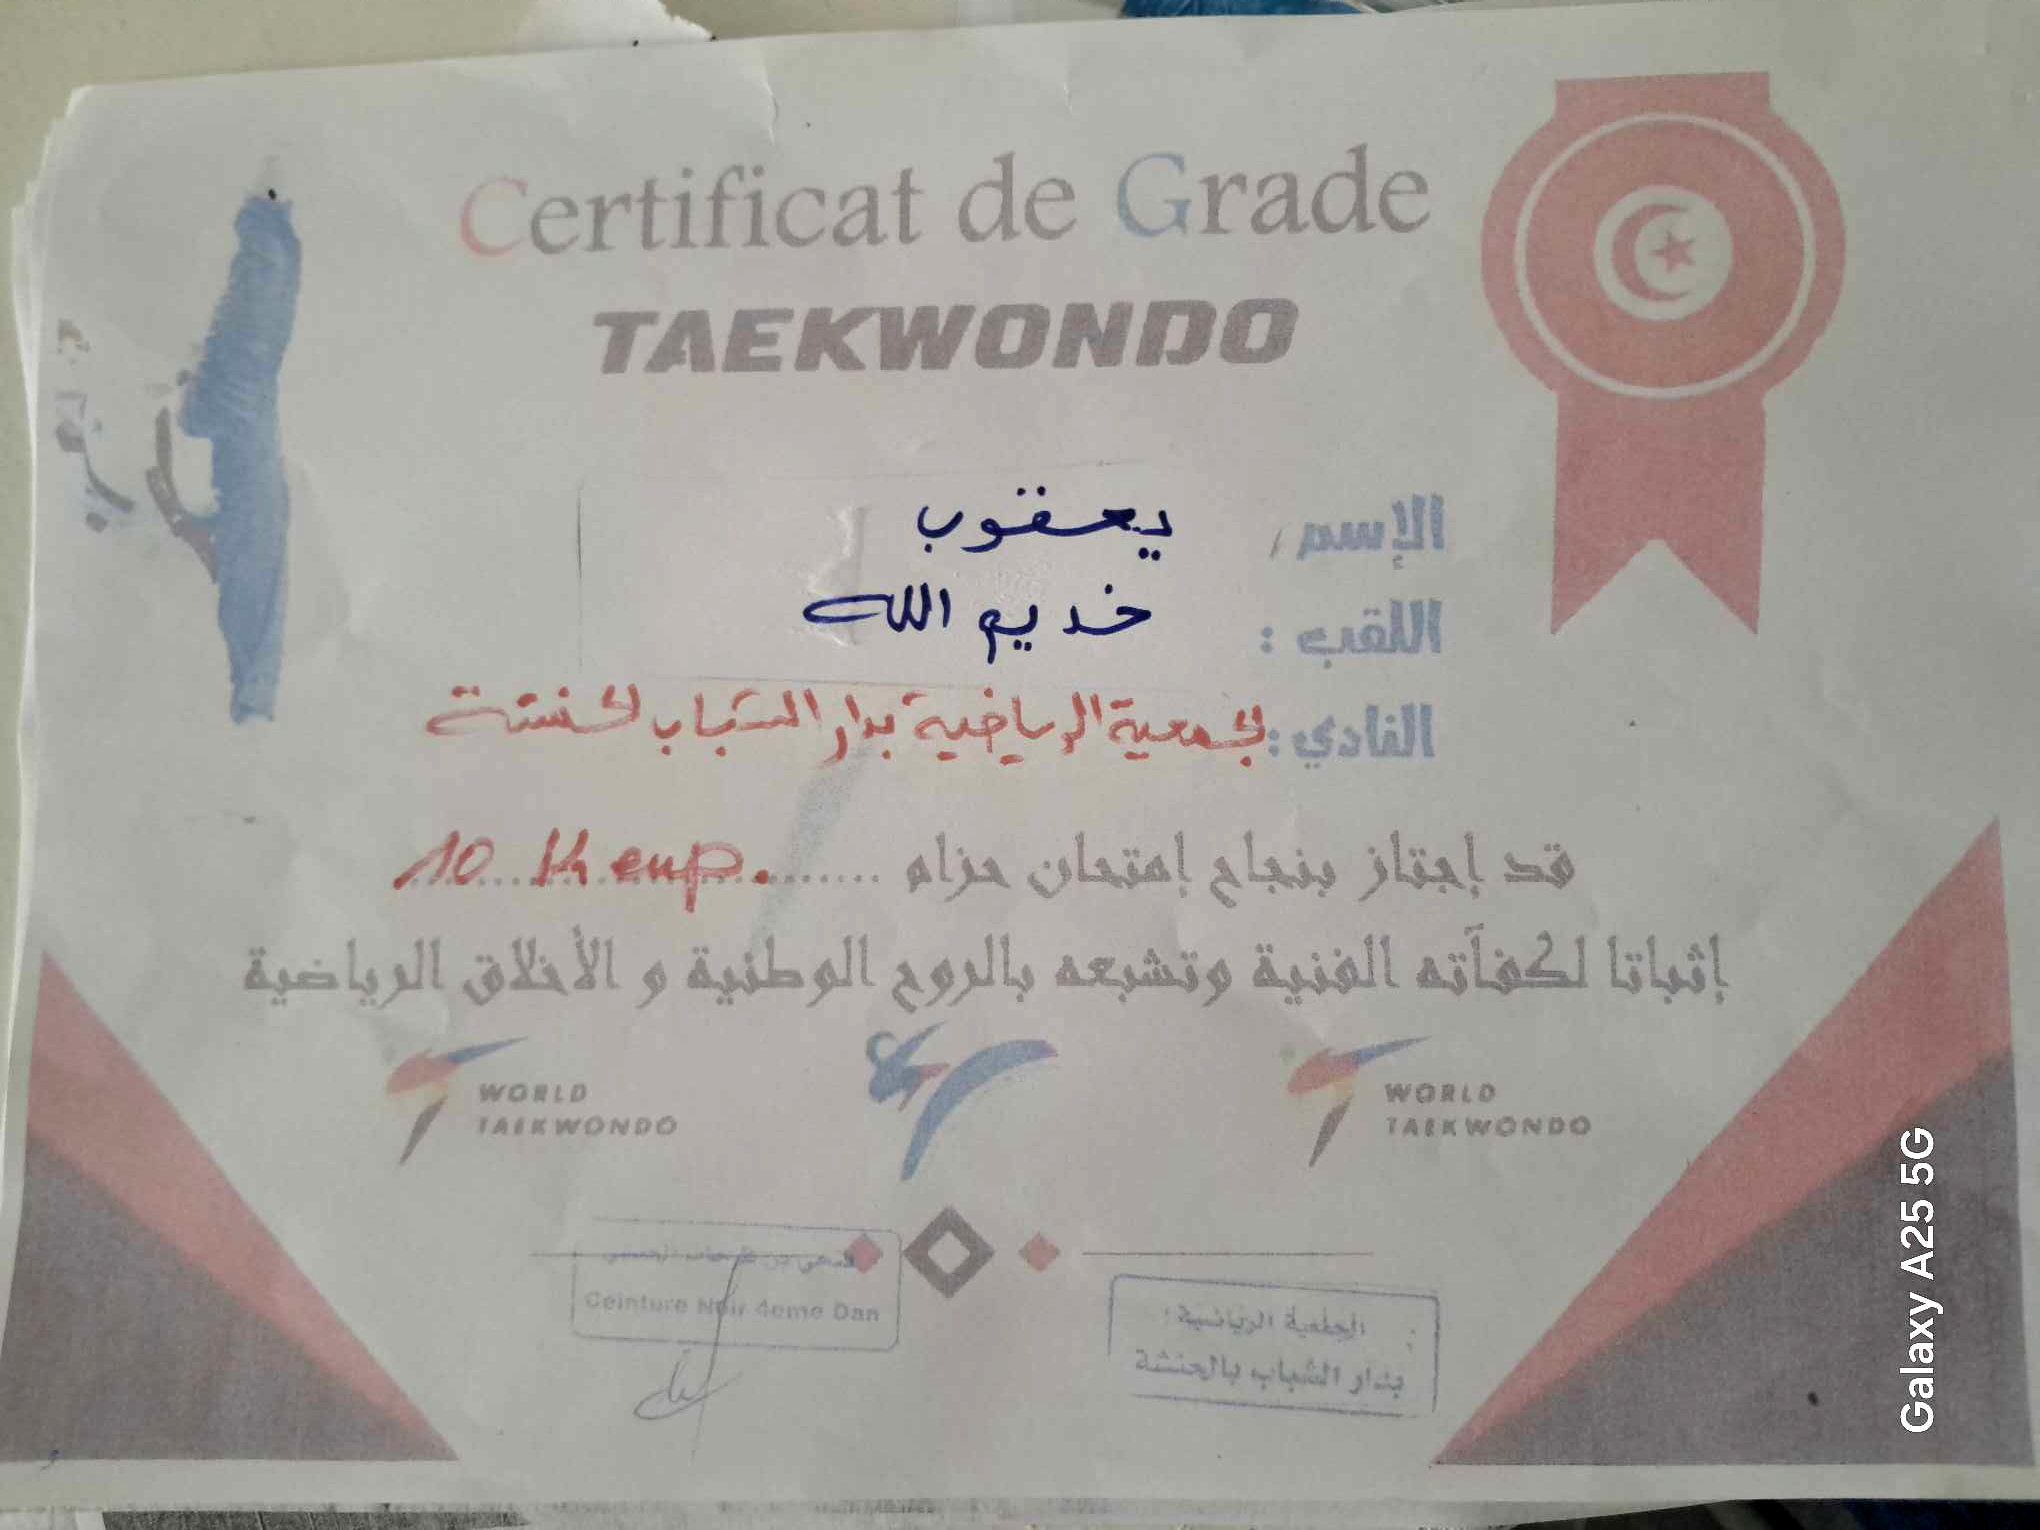 Certificat de Grade
TAEKWONDO
الإسم : يعقوب
اللقب : خديم الله
النادي : الجمعية الرياضية بدار الشباب الحنشة
قد إجتاز بنجاح إمتحان حزام ........ 10 Keup.
إثباتا لكفآته الفنية وتشبعه بالروح الوطنية و الأخلاق الرياضية
WORLD
TAEKWONDO
WORLD
TAEKWONDO
Ceinture Noir 4eme Dan
الجمعية الرياضية
بدار الشباب بالحنشة
Galaxy A25 5G